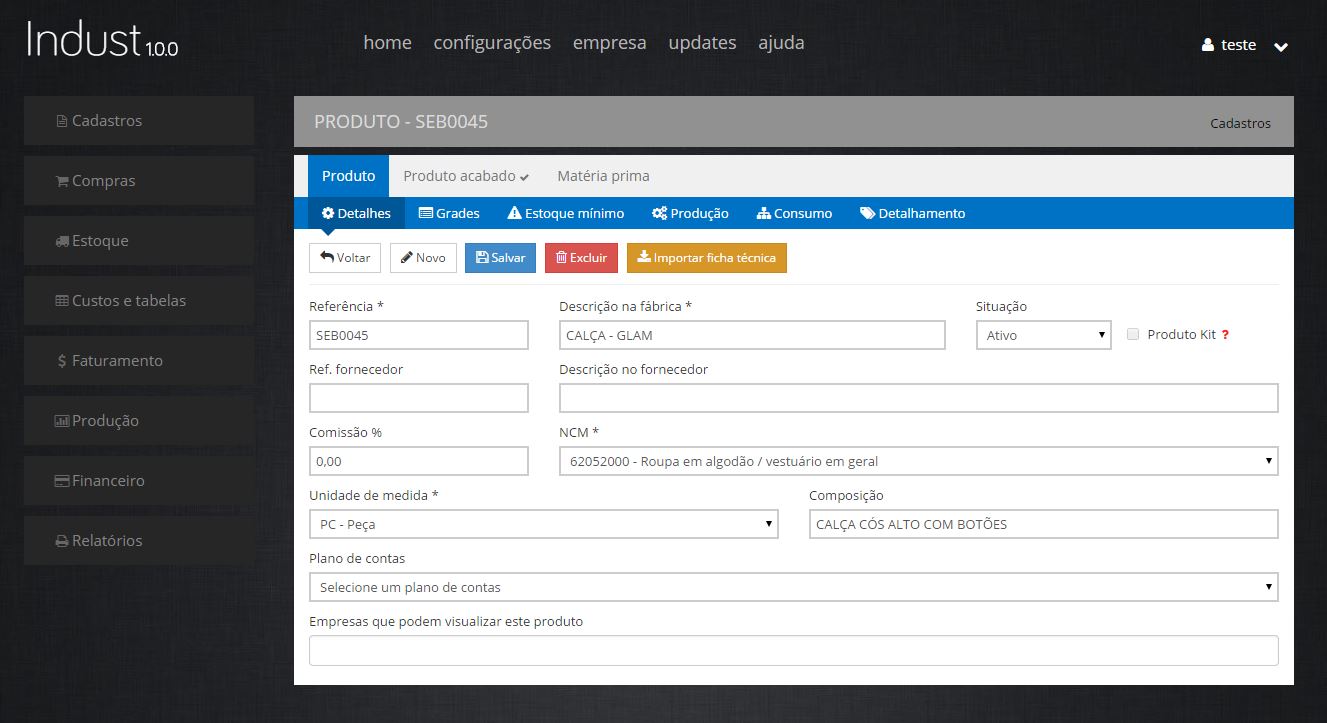 Indust 1.0.0
home configurações empresa updates ajuda
teste
Cadastros
Compras
Estoque
Custos e tabelas
$ Faturamento
Produção
Financeiro
Relatórios
PRODUTO - SEB0045
Cadastros
Produto Produto acabado Matéria prima
Detalhes Grades Estoque mínimo Produção Consumo Detalhamento
Voltar Novo Salvar Excluir Importar ficha técnica
Referência * Descrição na fábrica * Situação
SEB0045 CALÇA - GLAM Ativo Produto Kit ?
Ref. fornecedor Descrição no fornecedor
Comissão % NCM *
0,00 62052000 - Roupa em algodão / vestuário em geral
Unidade de medida * Composição
PC - Peça CALÇA CÓS ALTO COM BOTÕES
Plano de contas
Selecione um plano de contas
Empresas que podem visualizar este produto